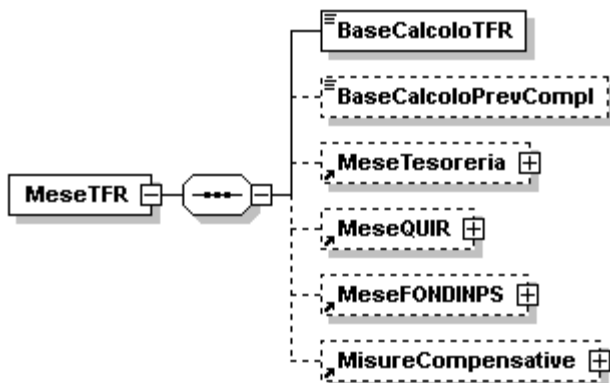 BaseCalcoloTFR
BaseCalcoloPrevCompl
MeseTesoreria
MeseTFR
MeseQUIR
MeseFONDINPS
MisureCompensative